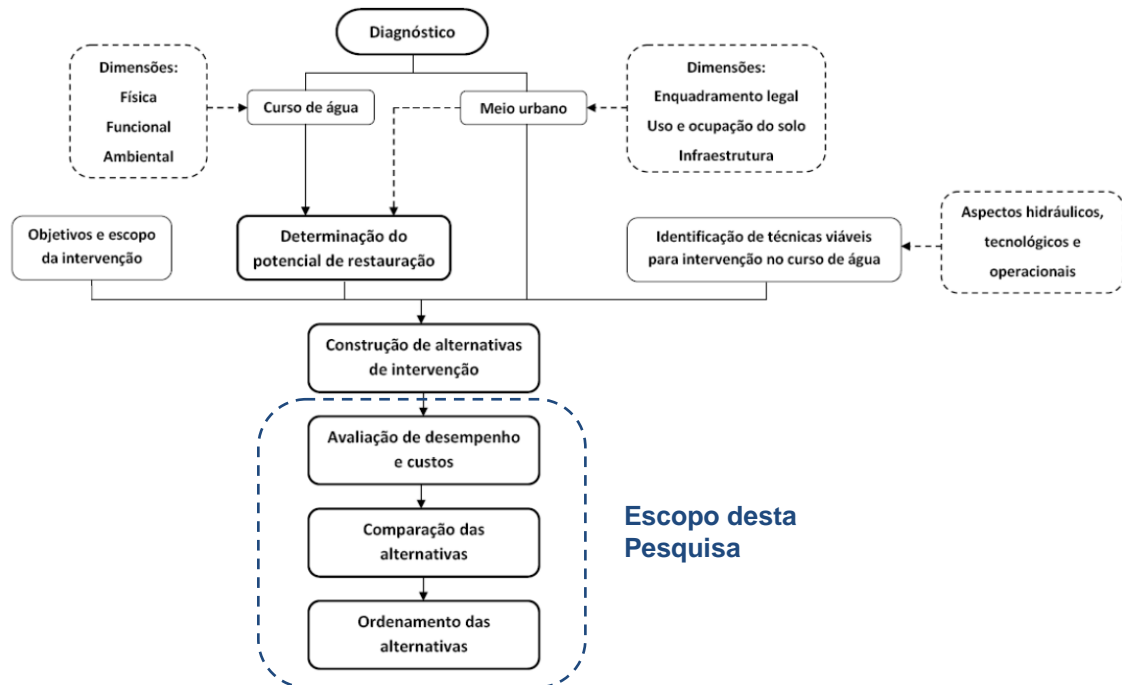 Diagnóstico
Dimensões:
Física
Funcional
Ambiental
Curso de água
Meio urbano
Dimensões:
Enquadramento legal
Uso e ocupação do solo
Infraestrutura
Objetivos e escopo
da intervenção
Determinação do
potencial de restauração
Identificação de técnicas viáveis
para intervenção no curso de água
Aspectos hidráulicos,
tecnológicos e
operacionais
Construção de alternativas
de intervenção
Avaliação de desempenho
e custos
Comparação das
alternativas
Ordenamento das
alternativas
Escopo desta
Pesquisa